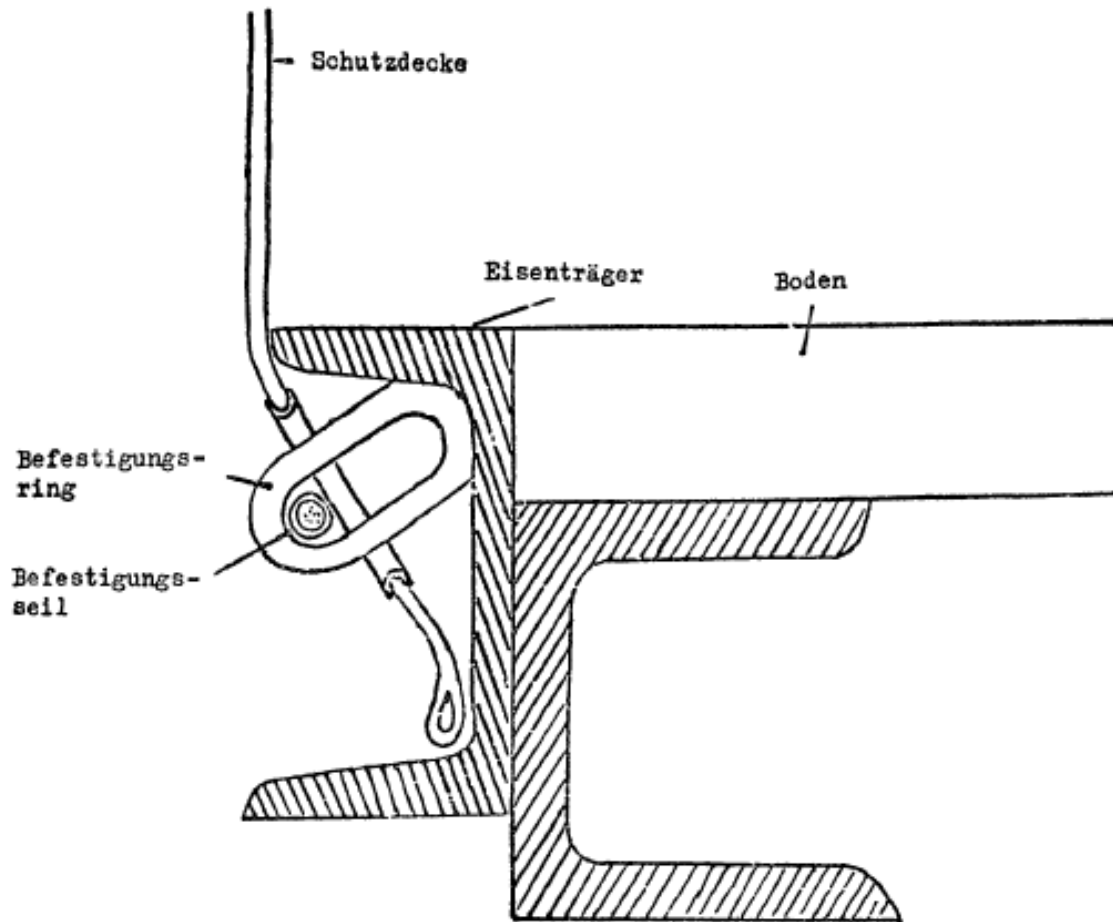 Schutzdecke
Eisenträger
Boden
Befestigungs-
ring
Befestigungs-
seil